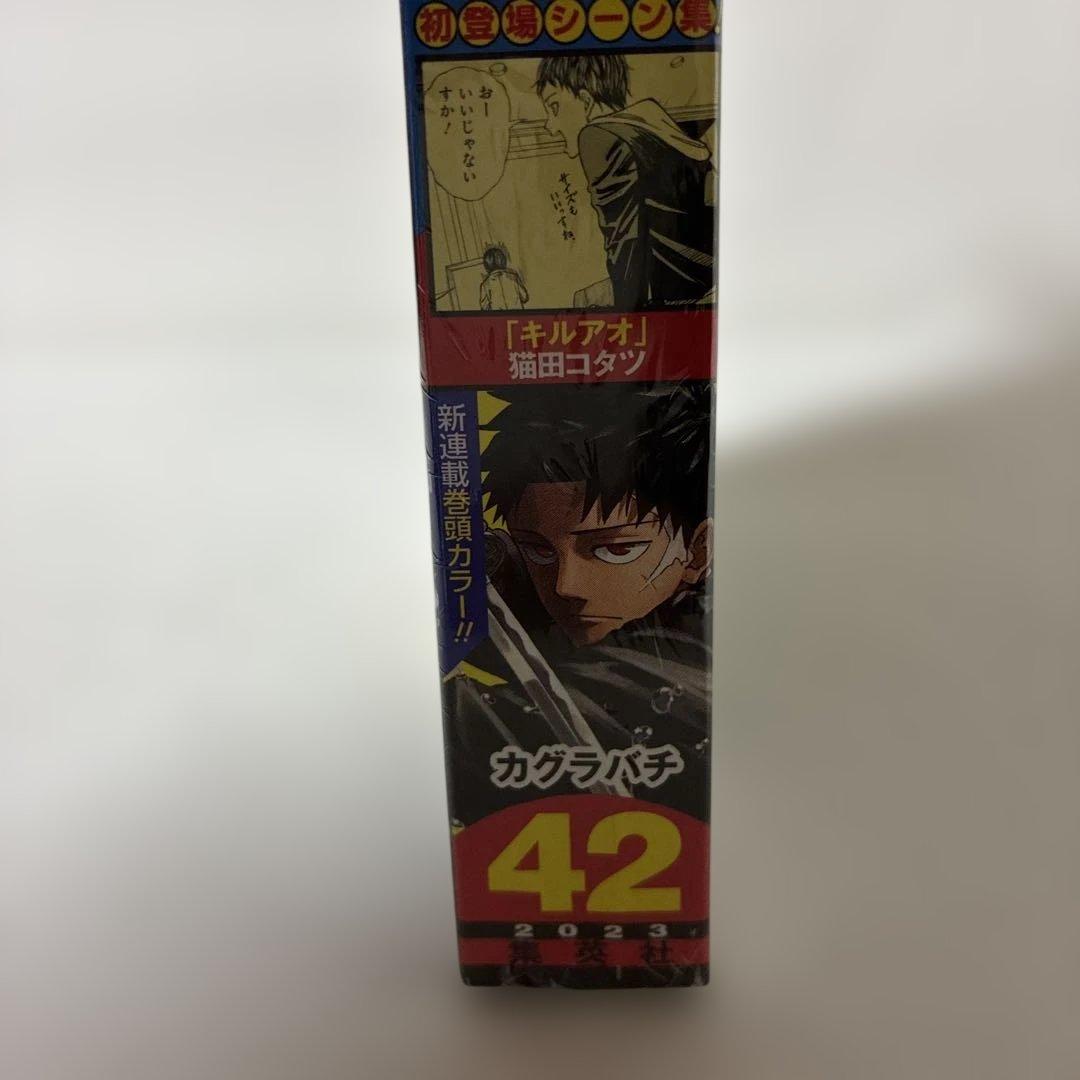 初登場シーン集!
おー
いいじゃない
すか!
サイズも
いいっすね
「キルアオ」
猫田コタツ
新連載巻頭カラー!!
カグラバチ
42
2023
集英社